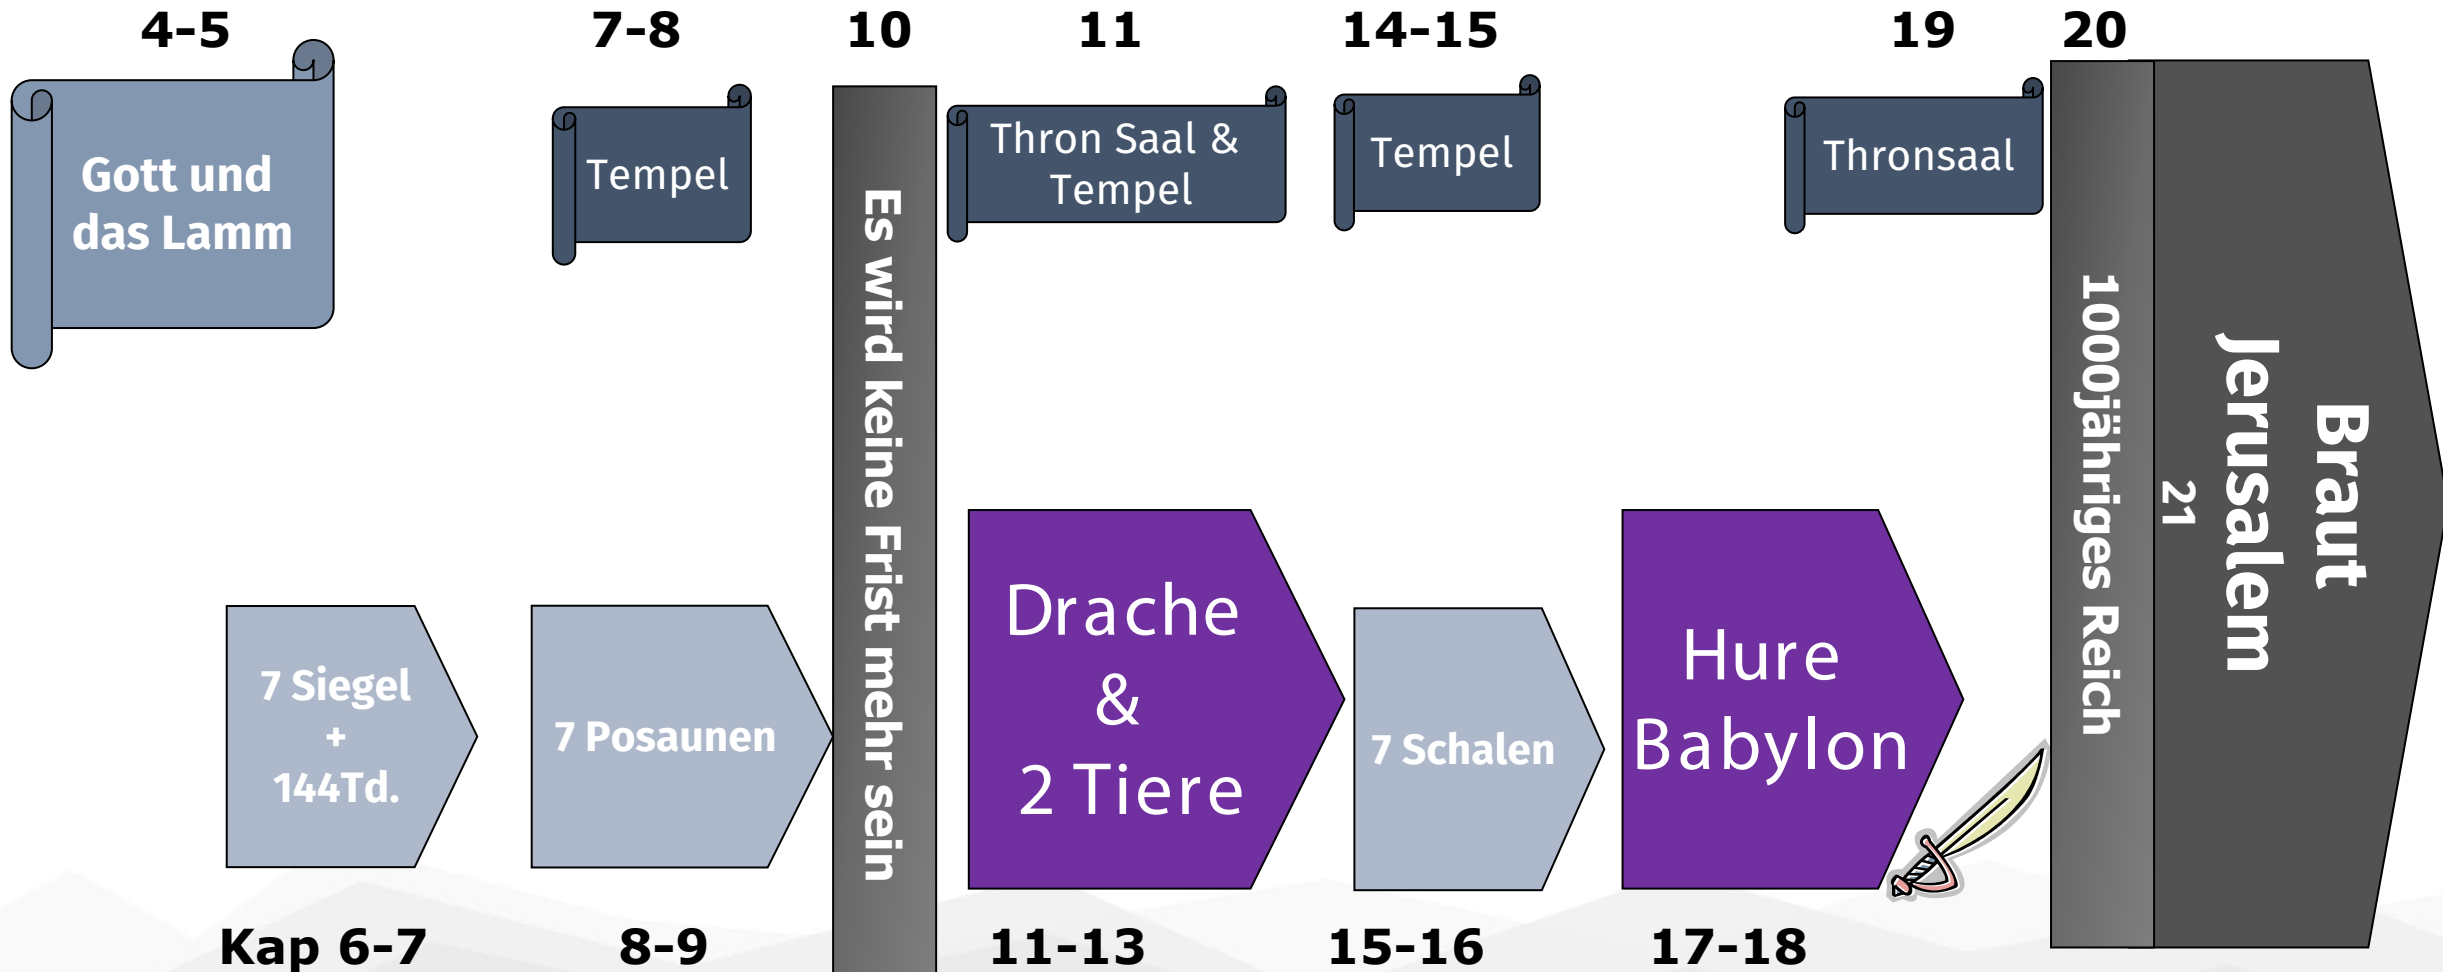 4-5
7-8
10
11
14-15
19
20
Gott und
das Lamm
Tempel
Thron Saal &
Tempel
Tempel
Thronsaal
Es wird keine Frist mehr sein
1000jähriges Reich
21
Braut
Jerusalem
7 Siegel
+
144Td.
7 Posaunen
Drache
&
2 Tiere
7 Schalen
Hure
Babylon
Kap 6-7
8-9
11-13
15-16
17-18